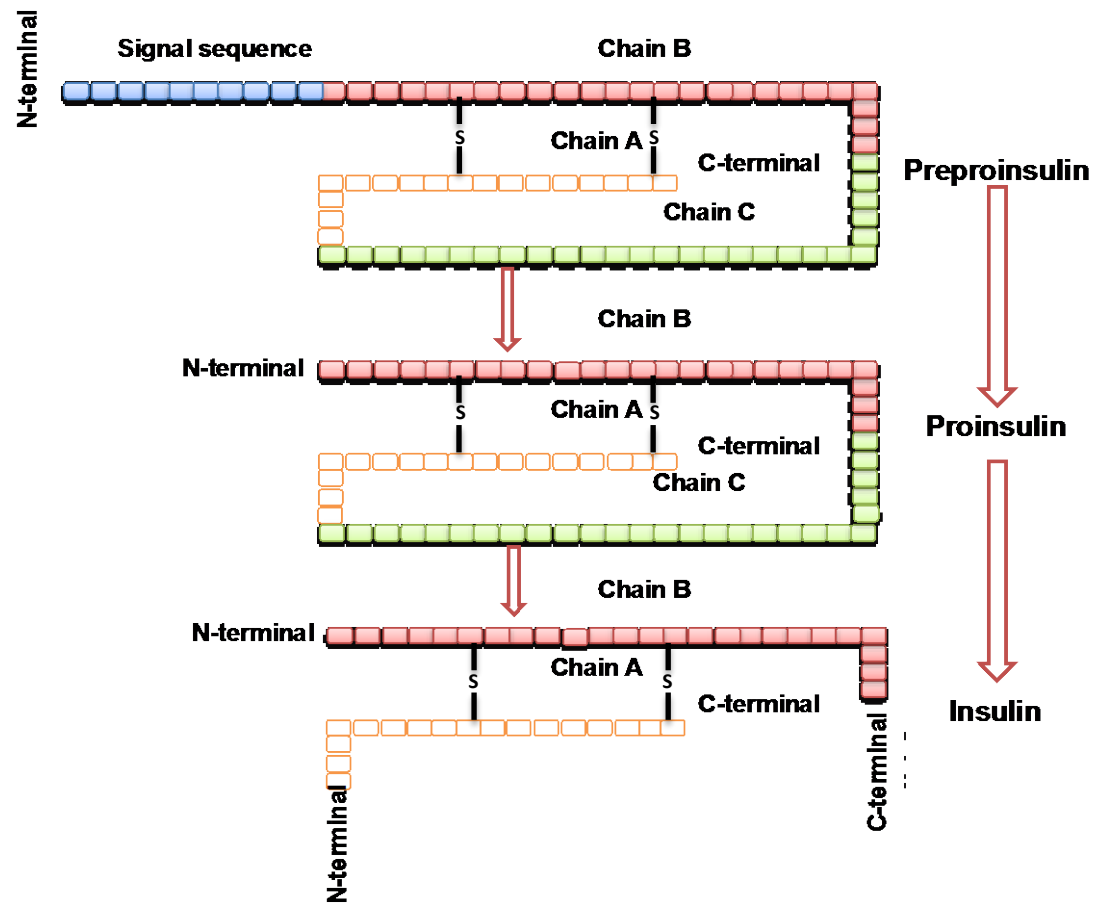 N-terminal
Signal sequence
Chain B
S
S
Chain A
C-terminal
Preproinsulin
Chain C
Chain B
N-terminal
S
S
Chain A
C-terminal
Proinsulin
Chain C
Chain B
N-terminal
Chain A
S
S
C-terminal
Insulin
C-terminal
N-terminal